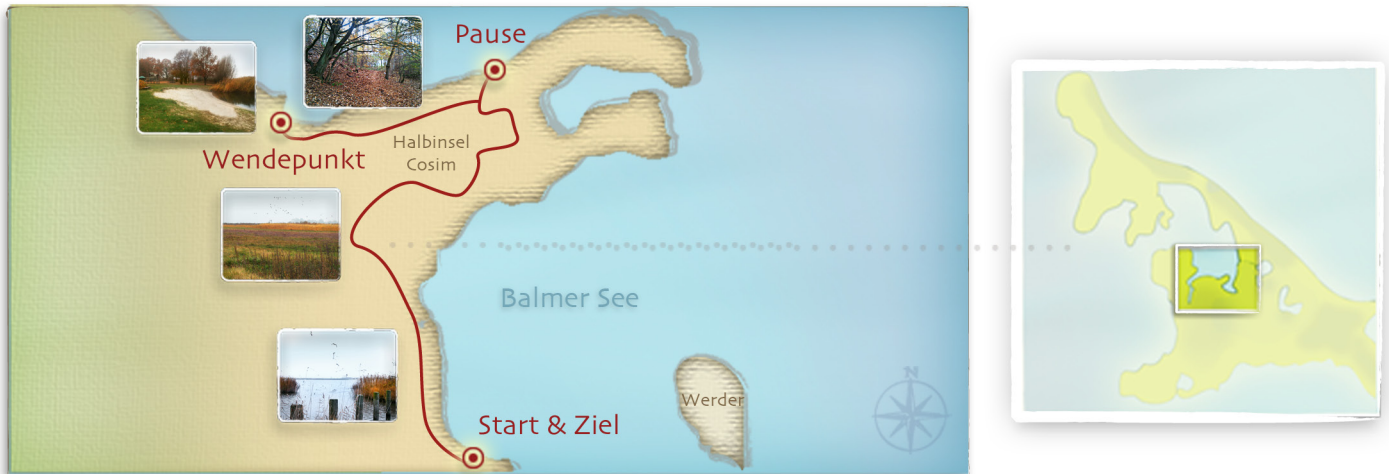 Pause
Wendepunkt
Halbinsel
Cosim
Balmer See
Werder
N
Start & Ziel